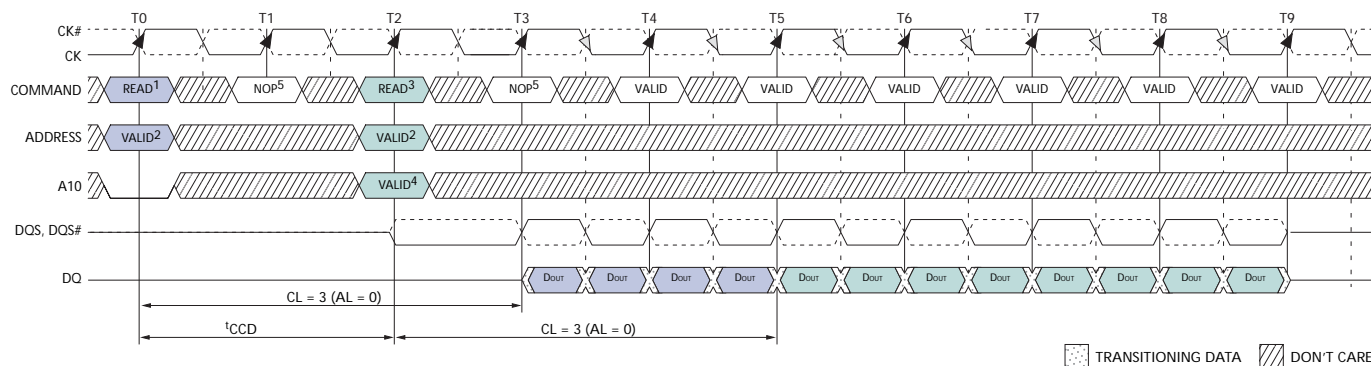 T0 T1 T2 T3 T4 T5 T6 T7 T8 T9
CK#
CK
COMMAND READ1 NOP5 READ3 NOP5 VALID VALID VALID VALID VALID VALID
ADDRESS VALID2 VALID2
A10 VALID4
DQS, DQS#
DQ DOUT DOUT DOUT DOUT DOUT DOUT DOUT DOUT DOUT DOUT DOUT DOUT
CL = 3 (AL = 0)
tCCD CL = 3 (AL = 0)
TRANSITIONING DATA DON'T CARE